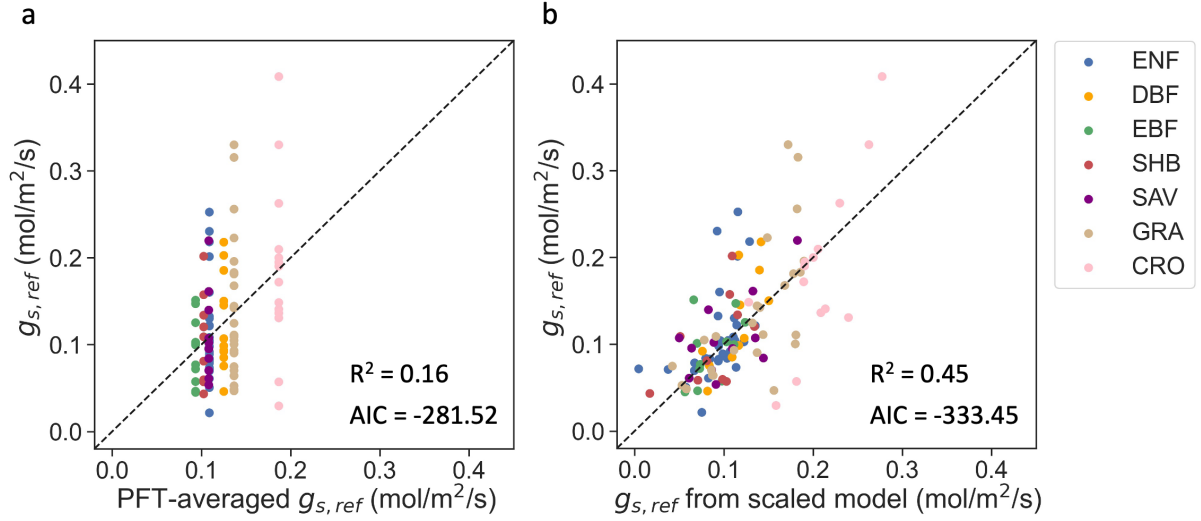 a
0.4
0.3
0.2
0.1
0.0
g_{s, ref} (mol/m²/s)
R² = 0.16
AIC = -281.52
0.0 0.1 0.2 0.3 0.4
PFT-averaged g_{s, ref} (mol/m²/s)
b
0.4
0.3
0.2
0.1
0.0
g_{s, ref} (mol/m²/s)
R² = 0.45
AIC = -333.45
0.0 0.1 0.2 0.3 0.4
g_{s, ref} from scaled model (mol/m²/s)
ENF
DBF
EBF
SHB
SAV
GRA
CRO